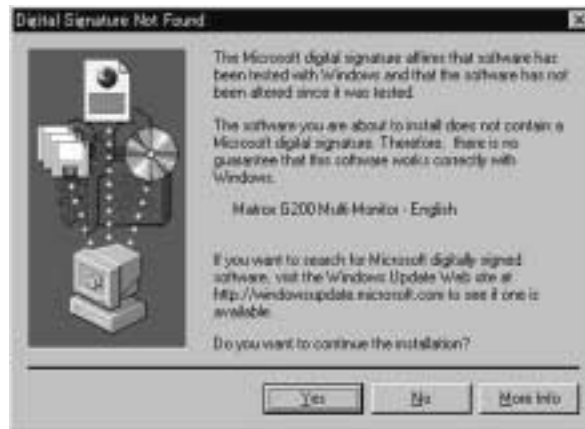 Digital Signature Not Found
The Microsoft digital signature affirms that software has
been tested with Windows and that the software has not
been altered since it was tested.
The software you are about to install does not contain a
Microsoft digital signature. Therefore, there is no
guarantee that this software works correctly with
Windows.
Matrox G200 Multi-Monitor - English
If you want to search for Microsoft digitally signed
software, visit the Windows Update Web site at
http://windowsupdate.microsoft.com to see if one is
available.
Do you want to continue the installation?
Yes No More Info